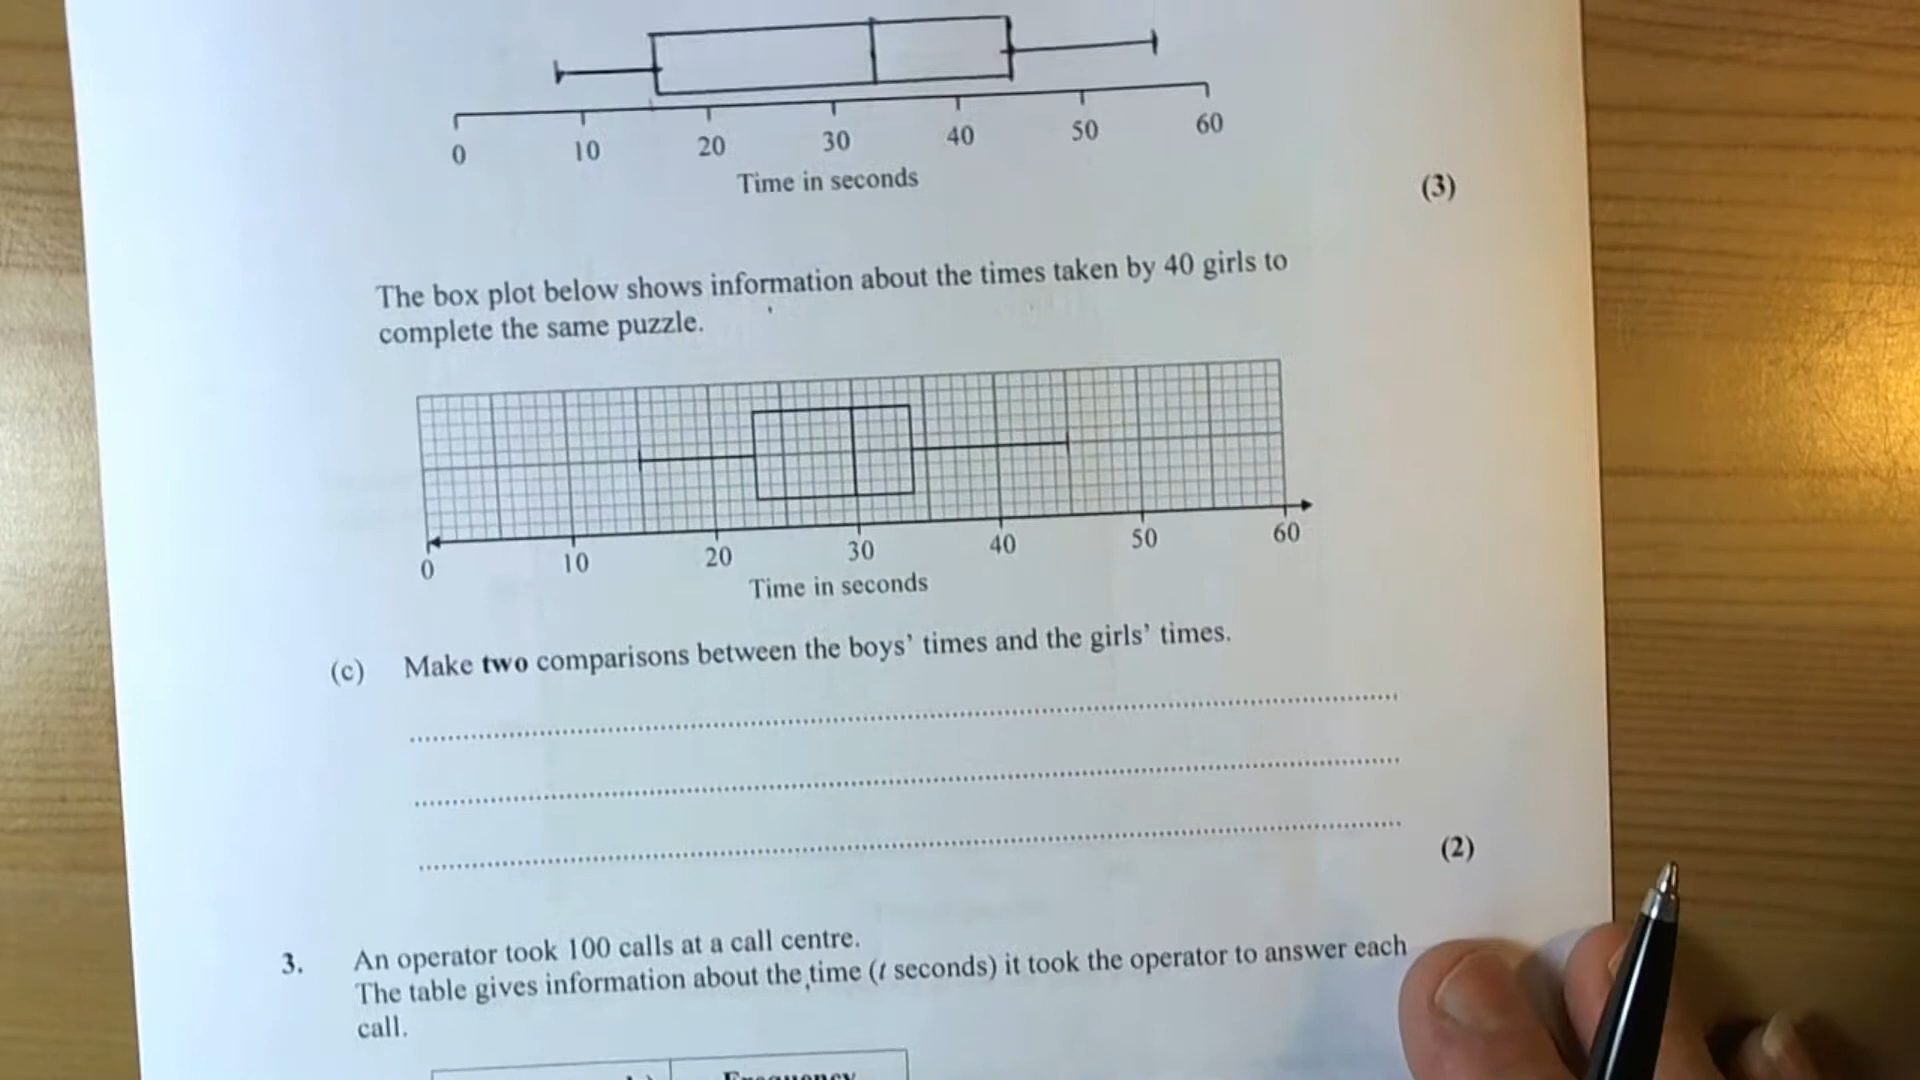 0 10 20 30 40 50 60
Time in seconds
(3)
The box plot below shows information about the times taken by 40 girls to
complete the same puzzle.
0 10 20 30 40 50 60
Time in seconds
(c) Make two comparisons between the boys’ times and the girls’ times.
(2)
3. An operator took 100 calls at a call centre.
The table gives information about the time (t seconds) it took the operator to answer each
call.
Frequency